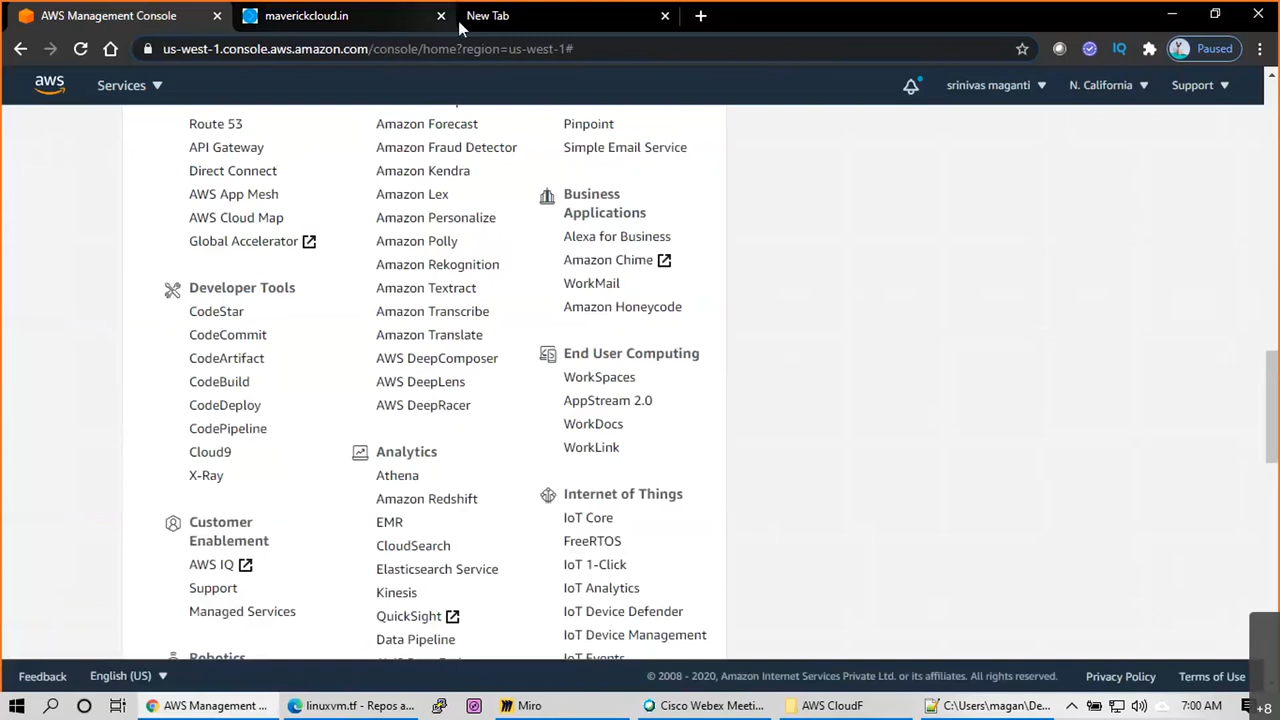 AWS Management Console
maverickcloud.in
New Tab
us-west-1.console.aws.amazon.com/console/home?region=us-west-1#
IQ
Paused
aws
Services
srinivas maganti
N. California
Support
Route 53
API Gateway
Direct Connect
AWS App Mesh
AWS Cloud Map
Global Accelerator
Developer Tools
CodeStar
CodeCommit
CodeArtifact
CodeBuild
CodeDeploy
CodePipeline
Cloud9
X-Ray
Customer
Enablement
AWS IQ
Support
Managed Services
Robotics
Amazon Forecast
Amazon Fraud Detector
Amazon Kendra
Amazon Lex
Amazon Personalize
Amazon Polly
Amazon Rekognition
Amazon Textract
Amazon Transcribe
Amazon Translate
AWS DeepComposer
AWS DeepLens
AWS DeepRacer
Analytics
Athena
Amazon Redshift
EMR
CloudSearch
Elasticsearch Service
Kinesis
QuickSight
Data Pipeline
Pinpoint
Simple Email Service
Business
Applications
Alexa for Business
Amazon Chime
WorkMail
Amazon Honeycode
End User Computing
WorkSpaces
AppStream 2.0
WorkDocs
WorkLink
Internet of Things
IoT Core
FreeRTOS
IoT 1-Click
IoT Analytics
IoT Device Defender
IoT Device Management
IoT Events
Feedback
English (US)
© 2008 - 2020, Amazon Internet Services Private Ltd. or its affiliates. All rights reserved.
Privacy Policy
Terms of Use
AWS Management ...
linuxvm.tf - Repos a...
Miro
Cisco Webex Meeti...
AWS CloudF
C:\Users\magan\De...
7:00 AM
+8